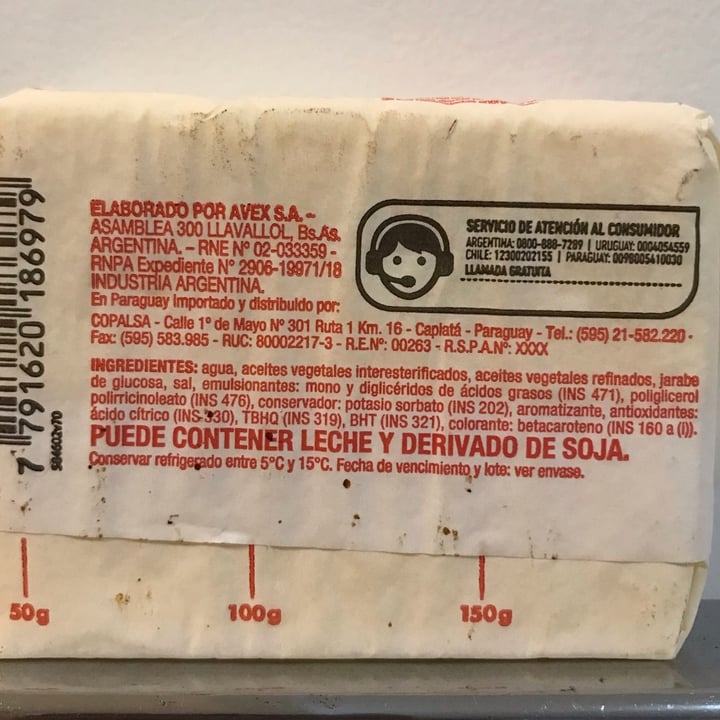 ELABORADO POR AVEX S.A. -
ASAMBLEA 300 LLAVALLOL, Bs.As.
ARGENTINA. - RNE Nº 02-033359 -
RNPA Expediente Nº 2906-19971/18
INDUSTRIA ARGENTINA.
En Paraguay Importado y distribuido por:
COPALSA - Calle 1º de Mayo Nº 301 Ruta 1 Km. 16 - Capiatá - Paraguay - Tel.: (595) 21-582.220 -
Fax: (595) 583.985 - RUC: 80002217-3 - R.E.Nº: 00263 - R.S.P.A.Nº: XXXX
SERVICIO DE ATENCIÓN AL CONSUMIDOR
ARGENTINA: 0800-888-7289 | URUGUAY: 0004054559
CHILE: 12300202155 | PARAGUAY: 0098005410030
LLAMADA GRATUITA
INGREDIENTES: agua, aceites vegetales interesterificados, aceites vegetales refinados, jarabe
de glucosa, sal, emulsionantes: mono y diglicéridos de ácidos grasos (INS 471), poliglicerol
polirricinoleato (INS 476), conservador: potasio sorbato (INS 202), aromatizante, antioxidantes:
ácido cítrico (INS 330), TBHQ (INS 319), BHT (INS 321), colorante: betacaroteno (INS 160 a (i)).
PUEDE CONTENER LECHE Y DERIVADO DE SOJA.
Conservar refrigerado entre 5°C y 15°C. Fecha de vencimiento y lote: ver envase.
7 791620 186979
50g
100g
150g